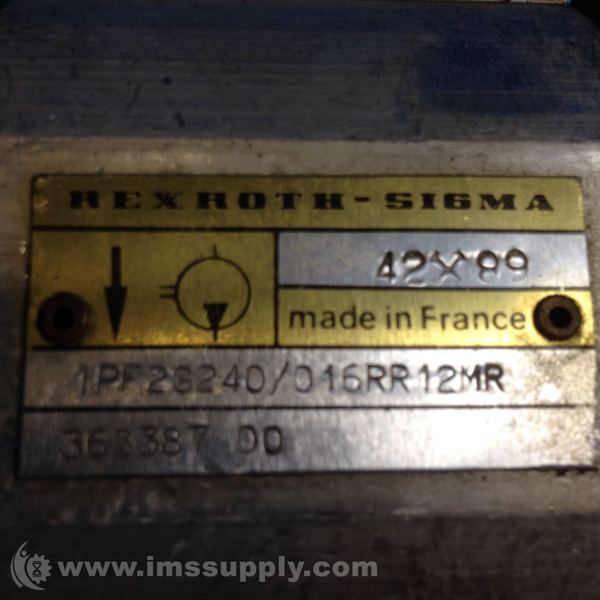 REXROTH-SIGMA
42X89
made in France
1PF2G240/016RR12MR
363387 00
www.imssupply.com